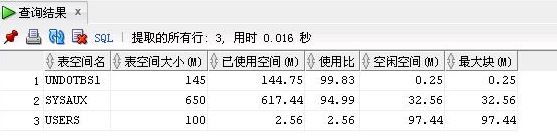 查询结果 ×
SQL | 提取的所有行: 3, 用时 0.016 秒
表空间名 表空间大小(M) 已使用空间(M) 使用比 空闲空间(M) 最大块(M)
1 UNDOTBS1 145 144.75 99.83 0.25 0.25
2 SYSAUX 650 617.44 94.99 32.56 32.56
3 USERS 100 2.56 2.56 97.44 97.44